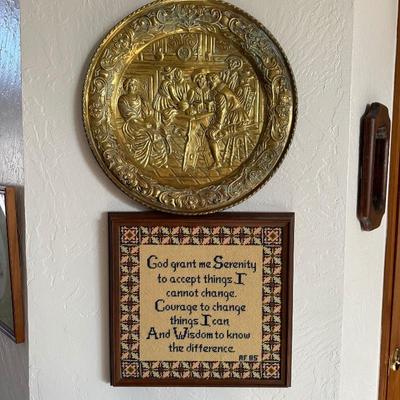 God grant me Serenity
to accept things I
cannot change.
Courage to change
things I can
And Wisdom to know
the difference.
AF 85